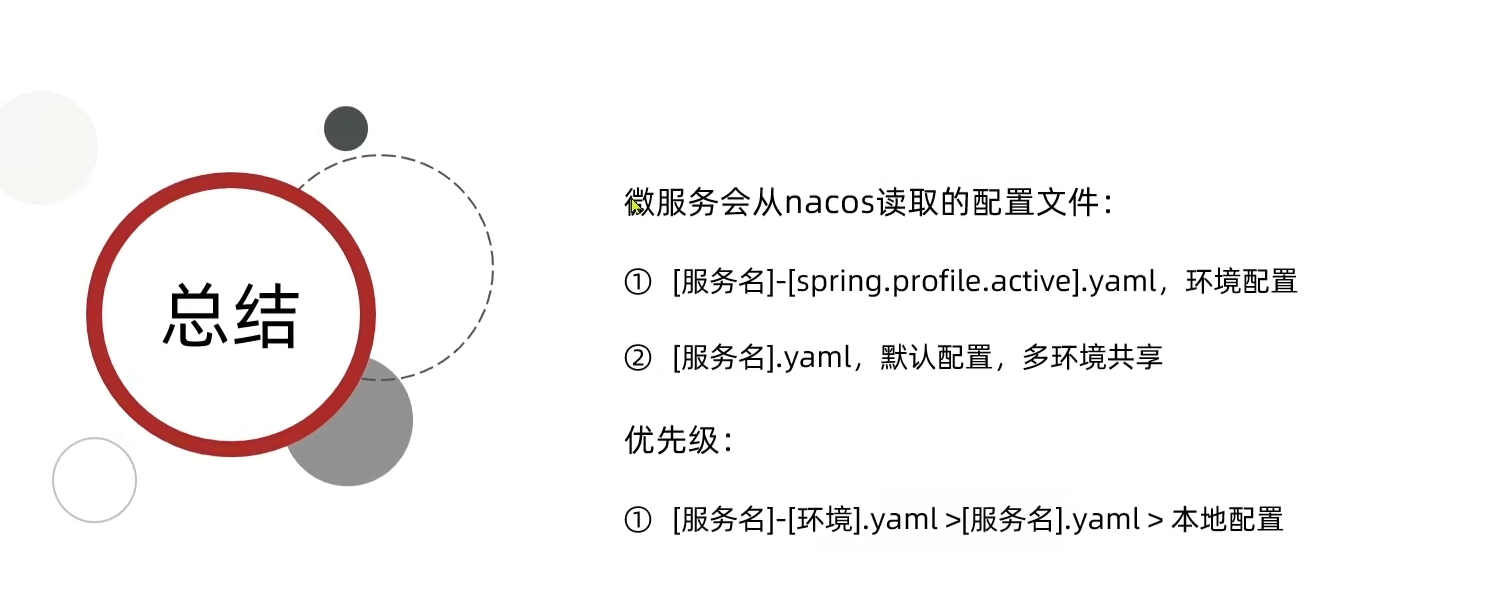 总结
微服务会从nacos读取的配置文件：
① [服务名]-[spring.profile.active].yaml，环境配置
② [服务名].yaml，默认配置，多环境共享
优先级：
① [服务名]-[环境].yaml >[服务名].yaml > 本地配置